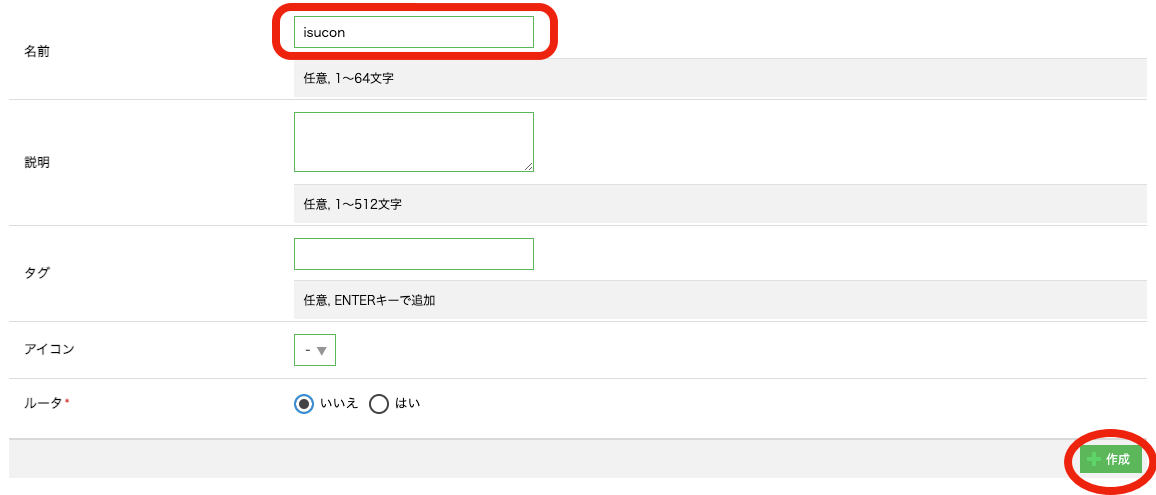 名前
isucon
任意, 1〜64文字
説明
任意, 1〜512文字
タグ
任意, ENTERキーで追加
アイコン
-
ルータ*
いいえ はい
作成